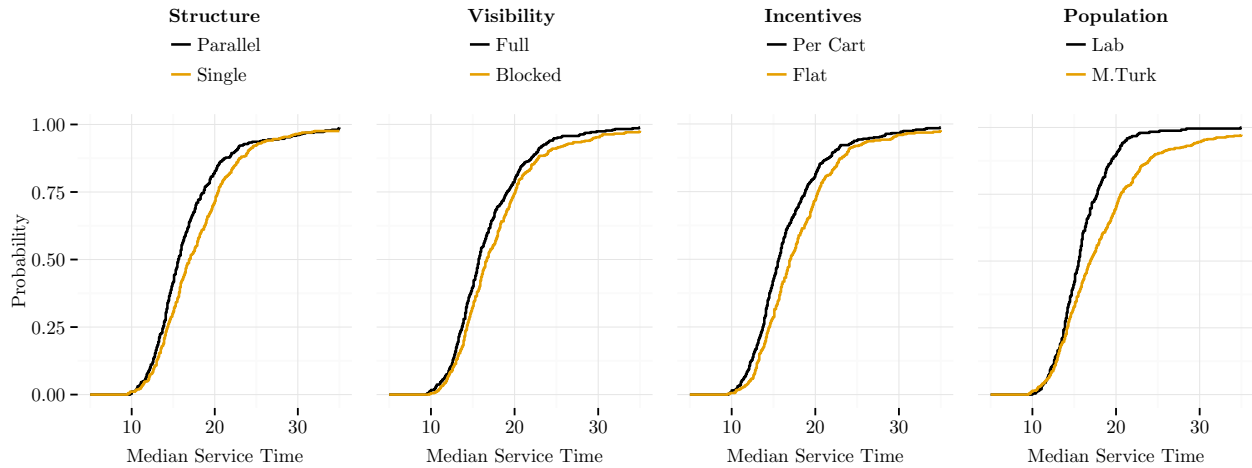 Structure
Parallel
Single
Visibility
Full
Blocked
Incentives
Per Cart
Flat
Population
Lab
M.Turk
Probability
1.00
0.75
0.50
0.25
0.00
10 20 30
Median Service Time
10 20 30
Median Service Time
10 20 30
Median Service Time
10 20 30
Median Service Time